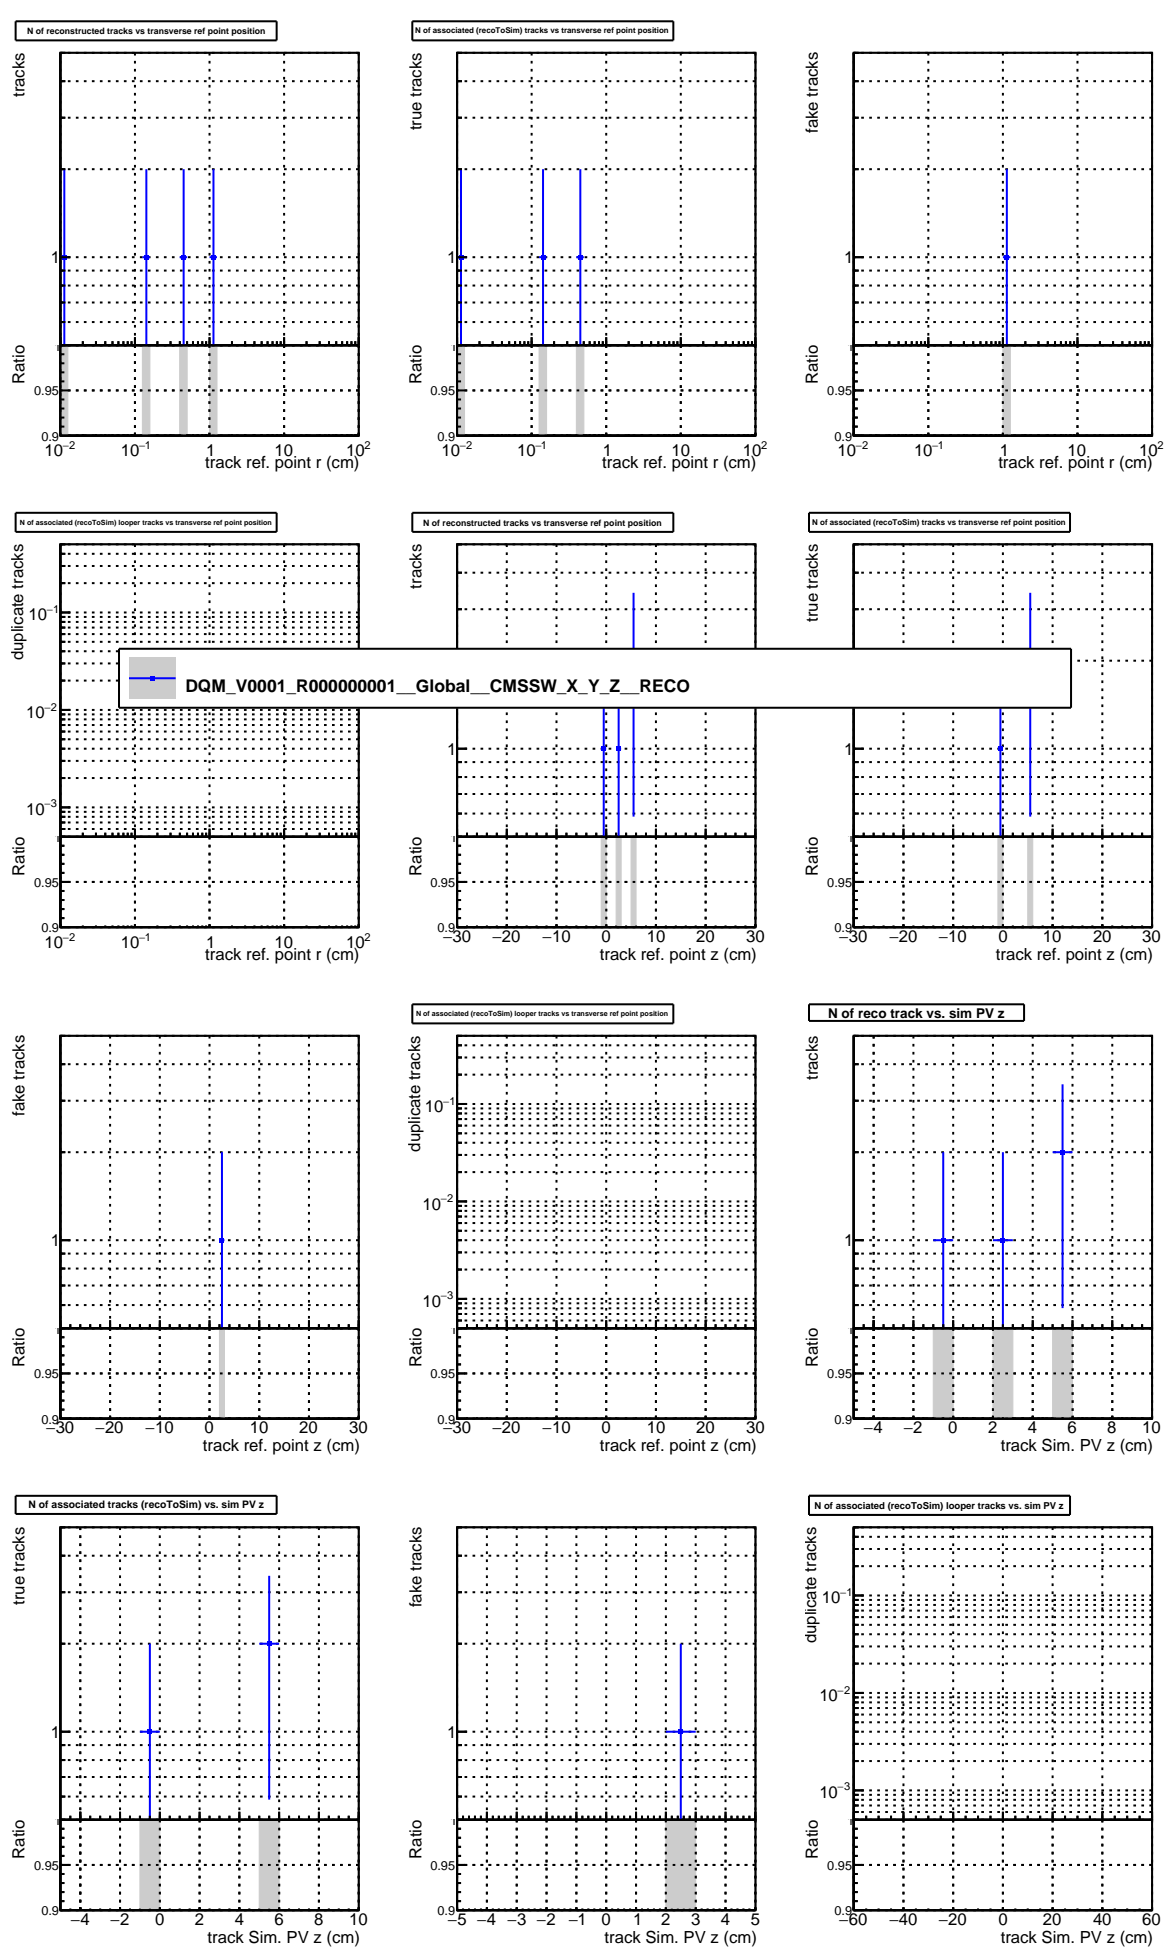 N of reconstructed tracks vs transverse ref point position
tracks
1
Ratio
0.95
0.9
10−2 10−1 1 10 102
track ref. point r (cm)
N of associated (recoToSim) tracks vs transverse ref point position
true tracks
1
Ratio
0.95
0.9
10−2 10−1 1 10 102
track ref. point r (cm)
fake tracks
1
Ratio
0.95
0.9
10−2 10−1 1 10 102
track ref. point r (cm)
N of associated (recoToSim) looper tracks vs transverse ref point position
duplicate tracks
10−1
10−2
10−3
Ratio
0.95
0.9
10−2 10−1 1 10 102
track ref. point r (cm)
N of reconstructed tracks vs transverse ref point position
tracks
1
Ratio
0.95
0.9
−30 −20 −10 0 10 20 30
track ref. point z (cm)
N of associated (recoToSim) tracks vs transverse ref point position
true tracks
1
Ratio
0.95
0.9
−30 −20 −10 0 10 20 30
track ref. point z (cm)
DQM_V0001_R000000001__Global__CMSSW_X_Y_Z__RECO
fake tracks
1
Ratio
0.95
0.9
−30 −20 −10 0 10 20 30
track ref. point z (cm)
N of associated (recoToSim) looper tracks vs transverse ref point position
duplicate tracks
10−1
10−2
10−3
Ratio
0.95
0.9
−30 −20 −10 0 10 20 30
track ref. point z (cm)
N of reco track vs. sim PV z
tracks
1
Ratio
0.95
0.9
−4 −2 0 2 4 6 8 10
track Sim. PV z (cm)
N of associated tracks (recoToSim) vs. sim PV z
true tracks
1
Ratio
0.95
0.9
−4 −2 0 2 4 6 8 10
track Sim. PV z (cm)
fake tracks
1
Ratio
0.95
0.9
−5 −4 −3 −2 −1 0 1 2 3 4 5
track Sim. PV z (cm)
N of associated (recoToSim) looper tracks vs. sim PV z
duplicate tracks
10−1
10−2
10−3
Ratio
0.95
0.9
−60 −40 −20 0 20 40 60
track Sim. PV z (cm)